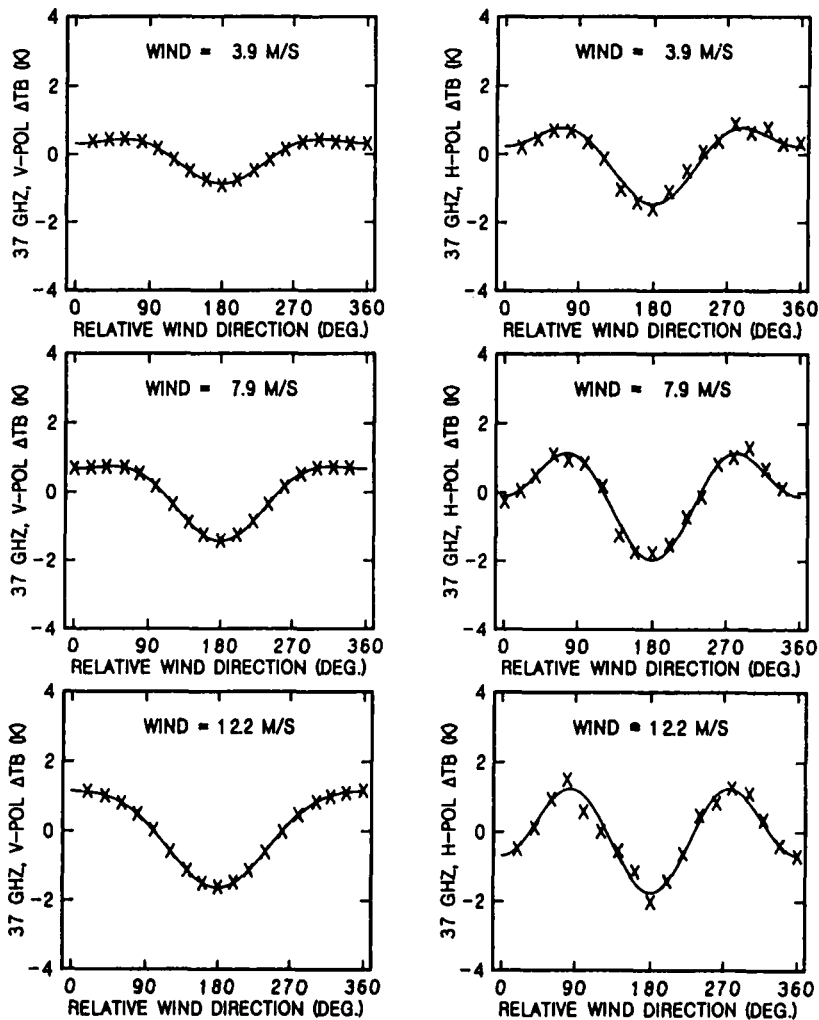 4
2
0
-2
-4
37 GHZ, V-POL ΔTB (K)
WIND = 3.9 M/S
0 90 180 270 360
RELATIVE WIND DIRECTION (DEG.)
4
2
0
-2
-4
37 GHZ, H-POL ΔTB (K)
WIND = 3.9 M/S
0 90 180 270 360
RELATIVE WIND DIRECTION (DEG.)
4
2
0
-2
-4
37 GHZ, V-POL ΔTB (K)
WIND = 7.9 M/S
0 90 180 270 360
RELATIVE WIND DIRECTION (DEG.)
4
2
0
-2
-4
37 GHZ, H-POL ΔTB (K)
WIND = 7.9 M/S
0 90 180 270 360
RELATIVE WIND DIRECTION (DEG.)
4
2
0
-2
-4
37 GHZ, V-POL ΔTB (K)
WIND = 12.2 M/S
0 90 180 270 360
RELATIVE WIND DIRECTION (DEG.)
4
2
0
-2
-4
37 GHZ, H-POL ΔTB (K)
WIND = 12.2 M/S
0 90 180 270 360
RELATIVE WIND DIRECTION (DEG.)